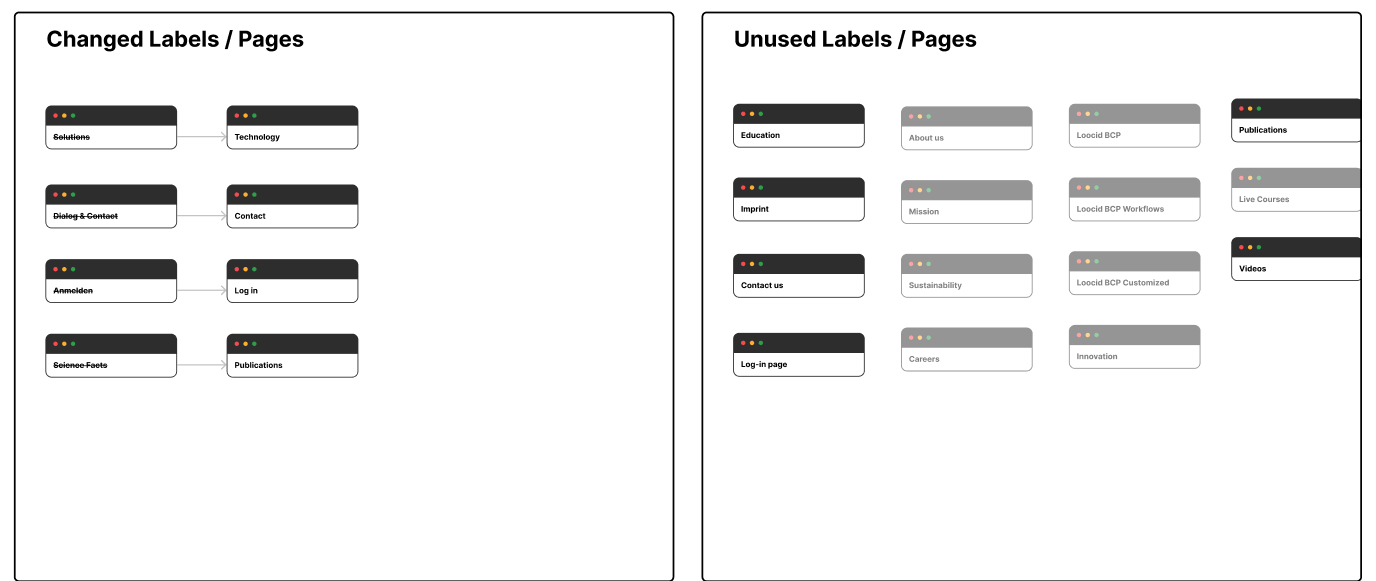 Changed Labels / Pages
Solutions
Technology
Dialog & Contact
Contact
Anmelden
Log in
Science Facts
Publications
Unused Labels / Pages
Education
About us
Loocid BCP
Publications
Imprint
Mission
Loocid BCP Workflows
Live Courses
Contact us
Sustainability
Loocid BCP Customized
Videos
Log-in page
Careers
Innovation